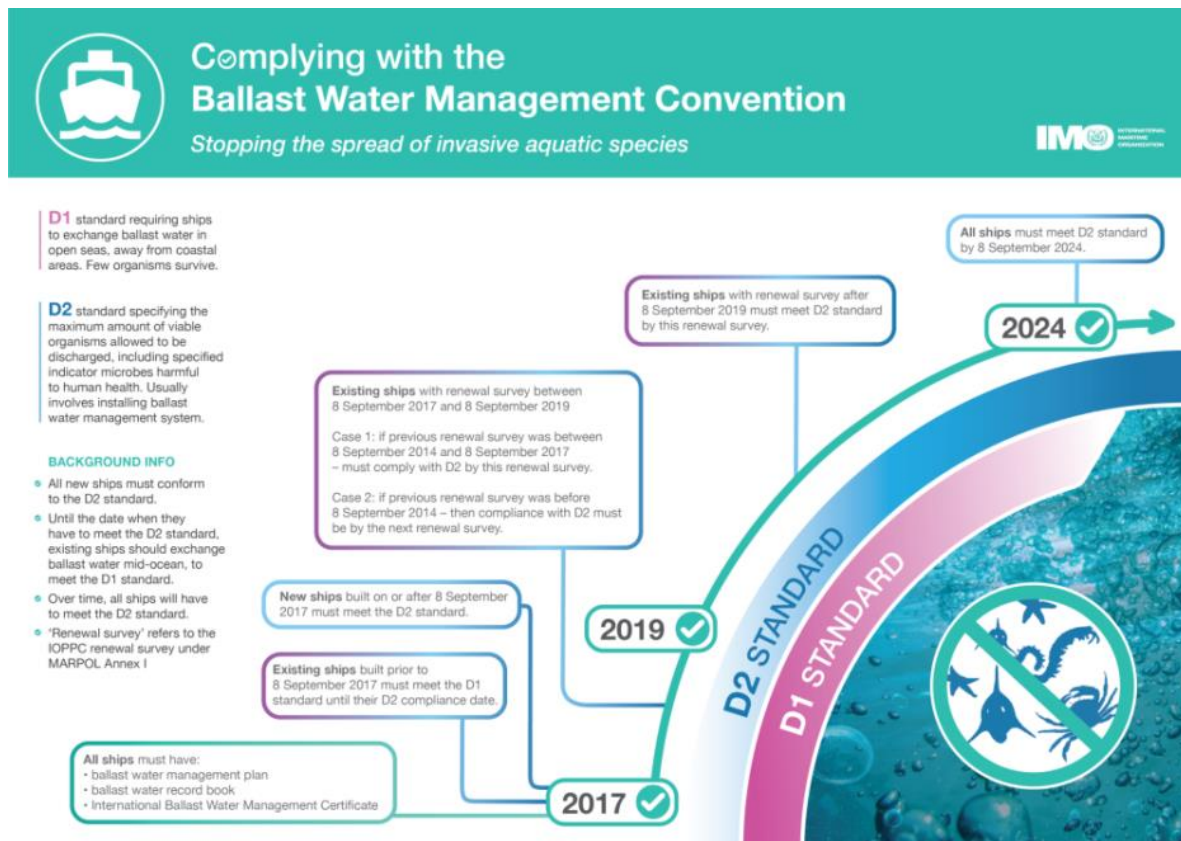 Complying with the
Ballast Water Management Convention
Stopping the spread of invasive aquatic species
IMO
INTERNATIONAL
MARITIME
ORGANIZATION
D1 standard requiring ships
to exchange ballast water in
open seas, away from coastal
areas. Few organisms survive.
D2 standard specifying the
maximum amount of viable
organisms allowed to be
discharged, including specified
indicator microbes harmful
to human health. Usually
involves installing ballast
water management system.
BACKGROUND INFO
All new ships must conform
to the D2 standard.
Until the date when they
have to meet the D2 standard,
existing ships should exchange
ballast water mid-ocean, to
meet the D1 standard.
Over time, all ships will have
to meet the D2 standard.
'Renewal survey' refers to the
IOPPC renewal survey under
MARPOL Annex I
All ships must meet D2 standard
by 8 September 2024.
2024
Existing ships with renewal survey after
8 September 2019 must meet D2 standard
by this renewal survey.
Existing ships with renewal survey between
8 September 2017 and 8 September 2019
Case 1: if previous renewal survey was between
8 September 2014 and 8 September 2017
– must comply with D2 by this renewal survey.
Case 2: if previous renewal survey was before
8 September 2014 – then compliance with D2 must
be by the next renewal survey.
New ships built on or after 8 September
2017 must meet the D2 standard.
2019
Existing ships built prior to
8 September 2017 must meet the D1
standard until their D2 compliance date.
All ships must have:
• ballast water management plan
• ballast water record book
• International Ballast Water Management Certificate
2017
D2 STANDARD
D1 STANDARD